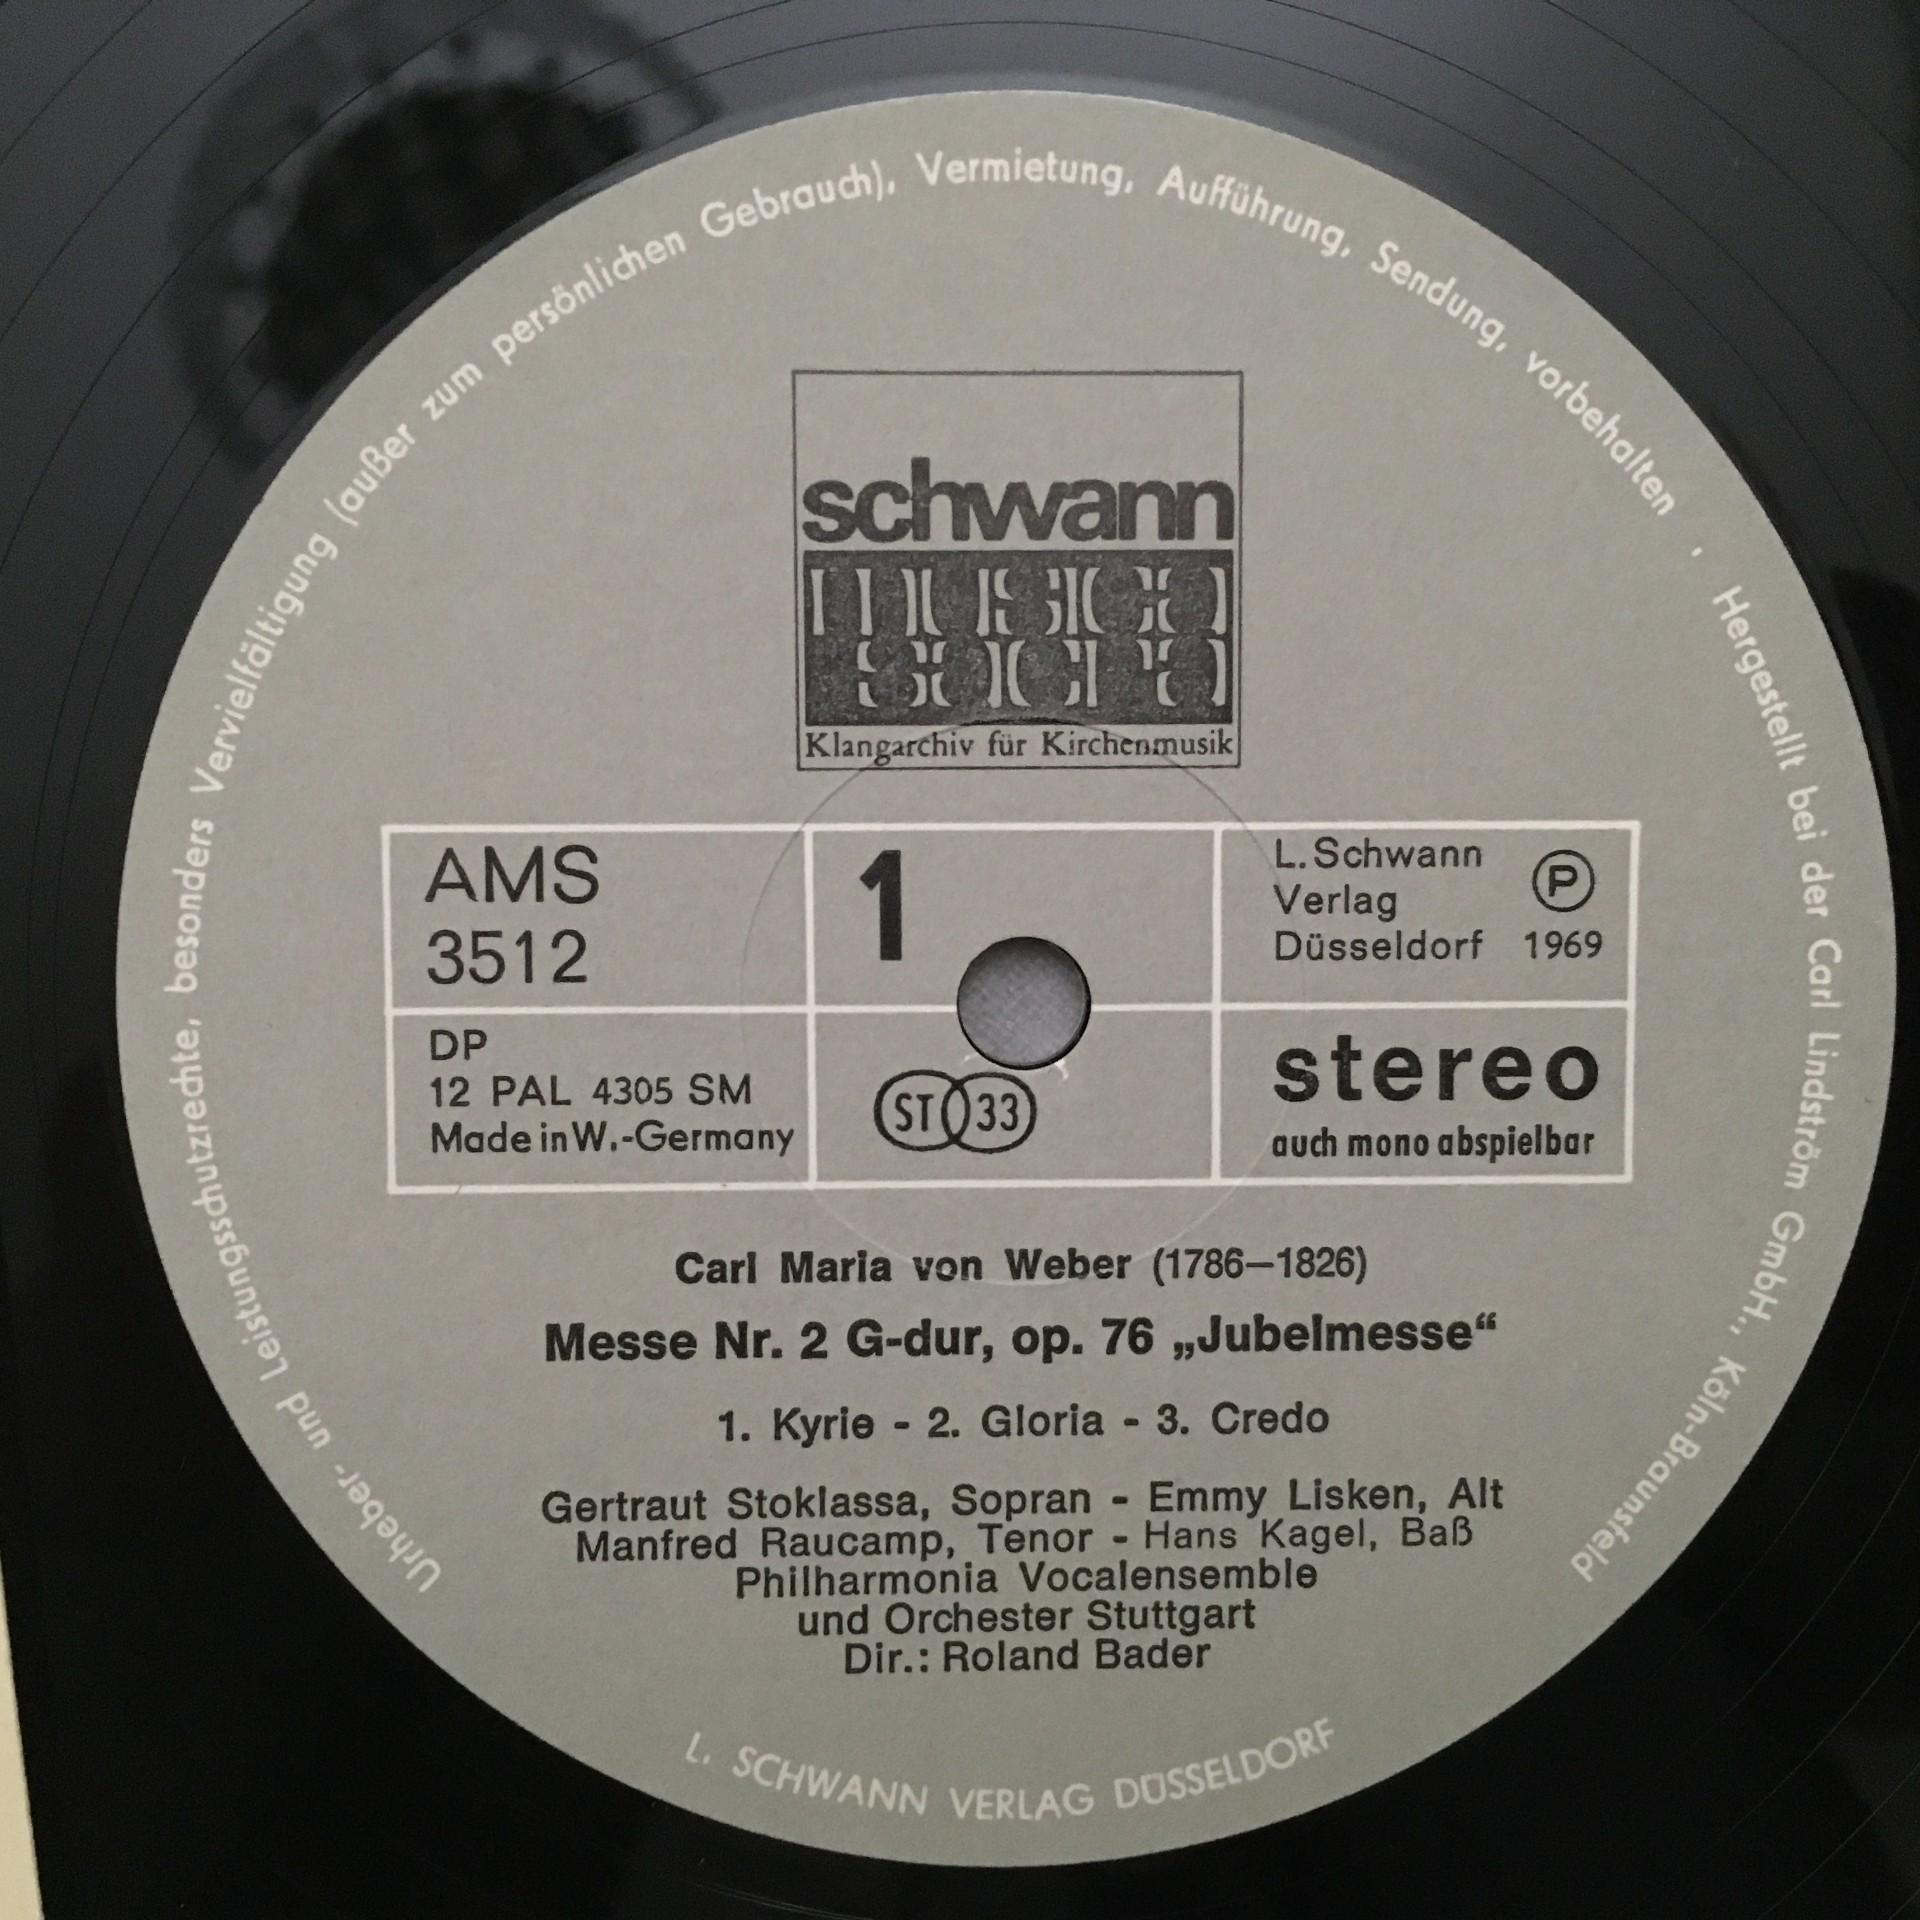 Urheber- und Leistungsschutzrechte, besonders Vervielfältigung (außer zum persönlichen Gebrauch), Vermietung, Aufführung, Sendung, vorbehalten . Hergestellt bei der Carl Lindström GmbH., Köln-Braunsfeld
schwann
Klangarchiv für Kirchenmusik
AMS
3512
1
L. Schwann
Verlag
Düsseldorf
Ⓟ
1969
DP
12 PAL 4305 SM
Made in W.-Germany
ST 33
stereo
auch mono abspielbar
Carl Maria von Weber (1786–1826)
Messe Nr. 2 G-dur, op. 76 „Jubelmesse“
1. Kyrie - 2. Gloria - 3. Credo
Gertraut Stoklassa, Sopran - Emmy Lisken, Alt
Manfred Raucamp, Tenor - Hans Kagel, Baß
Philharmonia Vocalensemble
und Orchester Stuttgart
Dir.: Roland Bader
L. SCHWANN VERLAG DÜSSELDORF